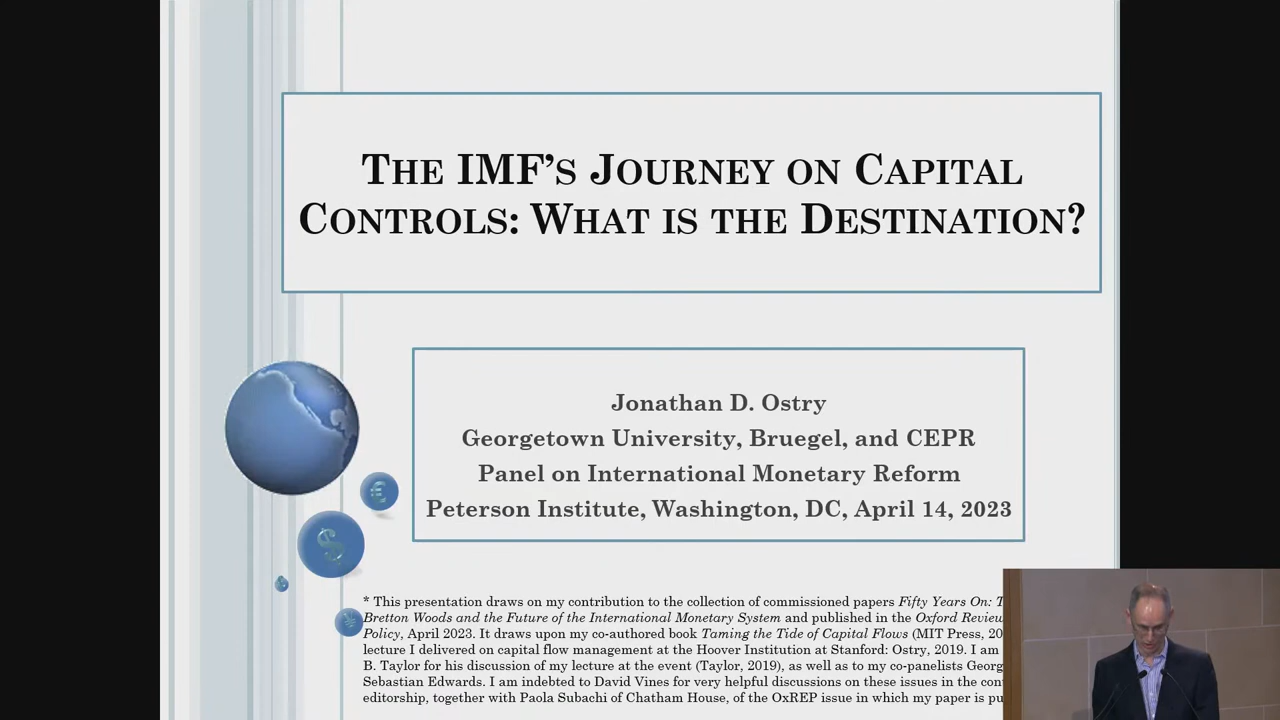 THE IMF'S JOURNEY ON CAPITAL
CONTROLS: WHAT IS THE DESTINATION?
Jonathan D. Ostry
Georgetown University, Bruegel, and CEPR
Panel on International Monetary Reform
Peterson Institute, Washington, DC, April 14, 2023
€
$
¥
* This presentation draws on my contribution to the collection of commissioned papers Fifty Years On:
Bretton Woods and the Future of the International Monetary System and published in the Oxford Review
Policy, April 2023. It draws upon my co-authored book Taming the Tide of Capital Flows (MIT Press,
lecture I delivered on capital flow management at the Hoover Institution at Stanford: Ostry, 2019. I am
B. Taylor for his discussion of my lecture at the event (Taylor, 2019), as well as to my co-panelists
Sebastian Edwards. I am indebted to David Vines for very helpful discussions on these issues in the
editorship, together with Paola Subachi of Chatham House, of the OxREP issue in which my paper is